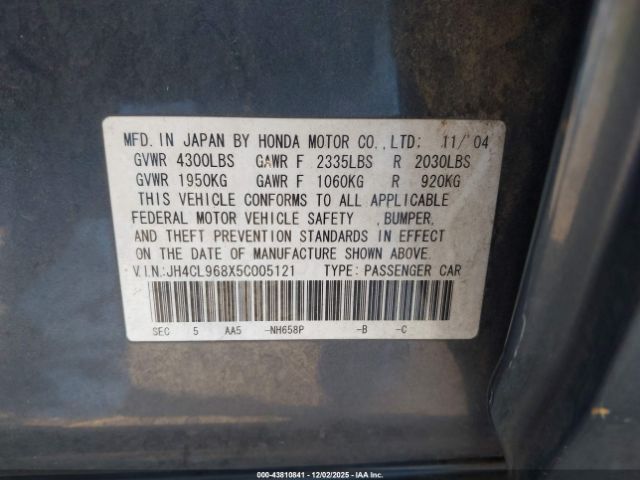 MFD. IN JAPAN BY HONDA MOTOR CO.,LTD: 11/'04
GVWR 4300LBS GAWR F 2335LBS R 2030LBS
GVWR 1950KG GAWR F 1060KG R 920KG
THIS VEHICLE CONFORMS TO ALL APPLICABLE
FEDERAL MOTOR VEHICLE SAFETY ,BUMPER,
AND THEFT PREVENTION STANDARDS IN EFFECT
ON THE DATE OF MANUFACTURE SHOWN ABOVE.
V.I.N.:JH4CL968X5C005121 TYPE: PASSENGER CAR
SEC 5 AA5 -NH658P -B -C
000-43810841 - 12/02/2025 - IAAI.com